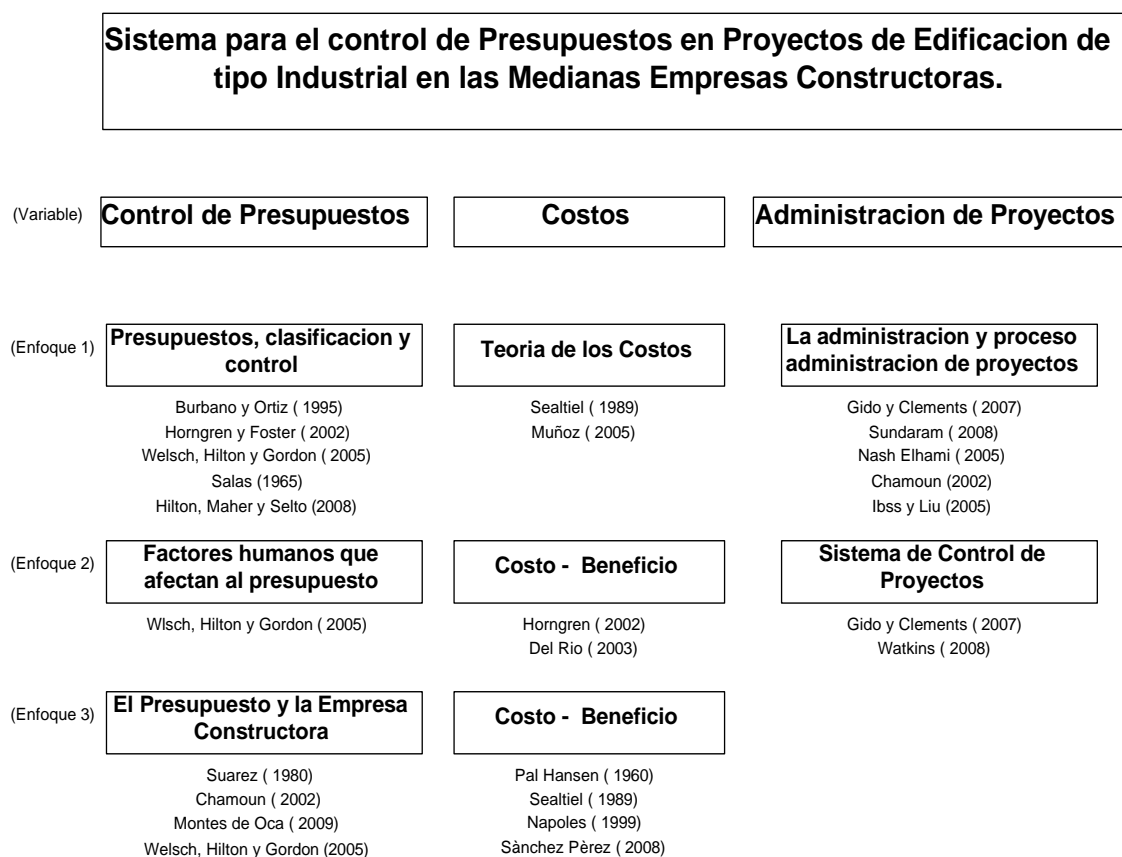 Sistema para el control de Presupuestos en Proyectos de Edificacion de
tipo Industrial en las Medianas Empresas Constructoras.
(Variable)
Control de Presupuestos
Costos
Administracion de Proyectos
(Enfoque 1)
Presupuestos, clasificacion y
control
Teoria de los Costos
La administracion y proceso
administracion de proyectos
Burbano y Ortiz ( 1995)
Horngren y Foster ( 2002)
Welsch, Hilton y Gordon ( 2005)
Salas (1965)
Hilton, Maher y Selto (2008)
Sealtiel ( 1989)
Muñoz ( 2005)
Gido y Clements ( 2007)
Sundaram ( 2008)
Nash Elhami ( 2005)
Chamoun (2002)
Ibss y Liu (2005)
(Enfoque 2)
Factores humanos que
afectan al presupuesto
Costo - Beneficio
Sistema de Control de
Proyectos
Wlsch, Hilton y Gordon ( 2005)
Horngren ( 2002)
Del Rio ( 2003)
Gido y Clements ( 2007)
Watkins ( 2008)
(Enfoque 3)
El Presupuesto y la Empresa
Constructora
Costo - Beneficio
Suarez ( 1980)
Chamoun ( 2002)
Montes de Oca ( 2009)
Welsch, Hilton y Gordon (2005)
Pal Hansen ( 1960)
Sealtiel ( 1989)
Napoles ( 1999)
Sànchez Pèrez ( 2008)